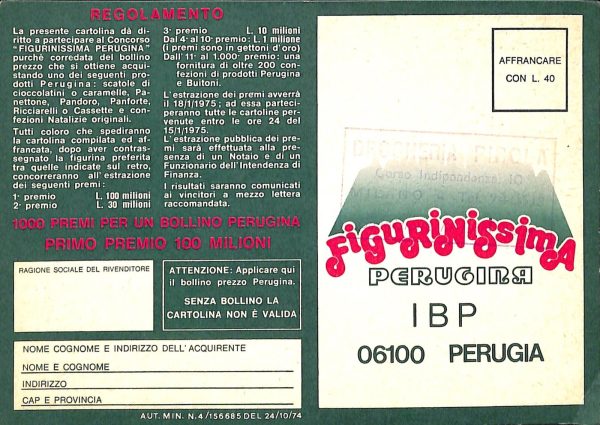 REGOLAMENTO
La presente cartolina dà di-
ritto a partecipare al Concorso
"FIGURINISSIMA PERUGINA"
purchè corredata del bollino
prezzo che si ottiene acqui-
stando uno dei seguenti pro-
dotti Perugina: scatole di
cioccolatini o caramelle, Pa-
nettone, Pandoro, Panforte,
Ricciarelli o Cassette e con-
fezioni Natalizie originali.
Tutti coloro che spediranno
la cartolina compilata ed af-
francata, dopo aver contras-
segnato la figurina preferita
tra quelle indicate sul retro,
concorreranno all'estrazione
dei seguenti premi:
1° premio L. 100 milioni
2° premio L. 30 milioni
3° premio L. 10 milioni
Dal 4° al 10° premio: L. 1 milione
(i premi sono in gettoni d'oro)
Dall'11° al 1.000° premio: una
fornitura di oltre 200 con-
fezioni di prodotti Perugina
e Buitoni.
L'estrazione dei premi avverrà
il 18/1/1975; ad essa parteci-
peranno tutte le cartoline per-
venute entro le ore 24 del
15/1/1975.
L'estrazione pubblica dei pre-
mi sarà effettuata alla pre-
senza di un Notaio e di un
Funzionario dell'Intendenza di
Finanza.
I risultati saranno comunicati
ai vincitori a mezzo lettera
raccomandata.
1000 PREMI PER UN BOLLINO PERUGINA
PRIMO PREMIO 100 MILIONI
RAGIONE SOCIALE DEL RIVENDITORE
ATTENZIONE: Applicare qui
il bollino prezzo Perugina.
SENZA BOLLINO LA
CARTOLINA NON È VALIDA
NOME COGNOME E INDIRIZZO DELL'ACQUIRENTE
NOME E COGNOME
INDIRIZZO
CAP E PROVINCIA
AUT. MIN. N. 4/156685 DEL 24/10/74
AFFRANCARE
CON L. 40
Corso Indipendenza, 10
FIGURINISSIMA
PERUGINA
IBP
06100 PERUGIA